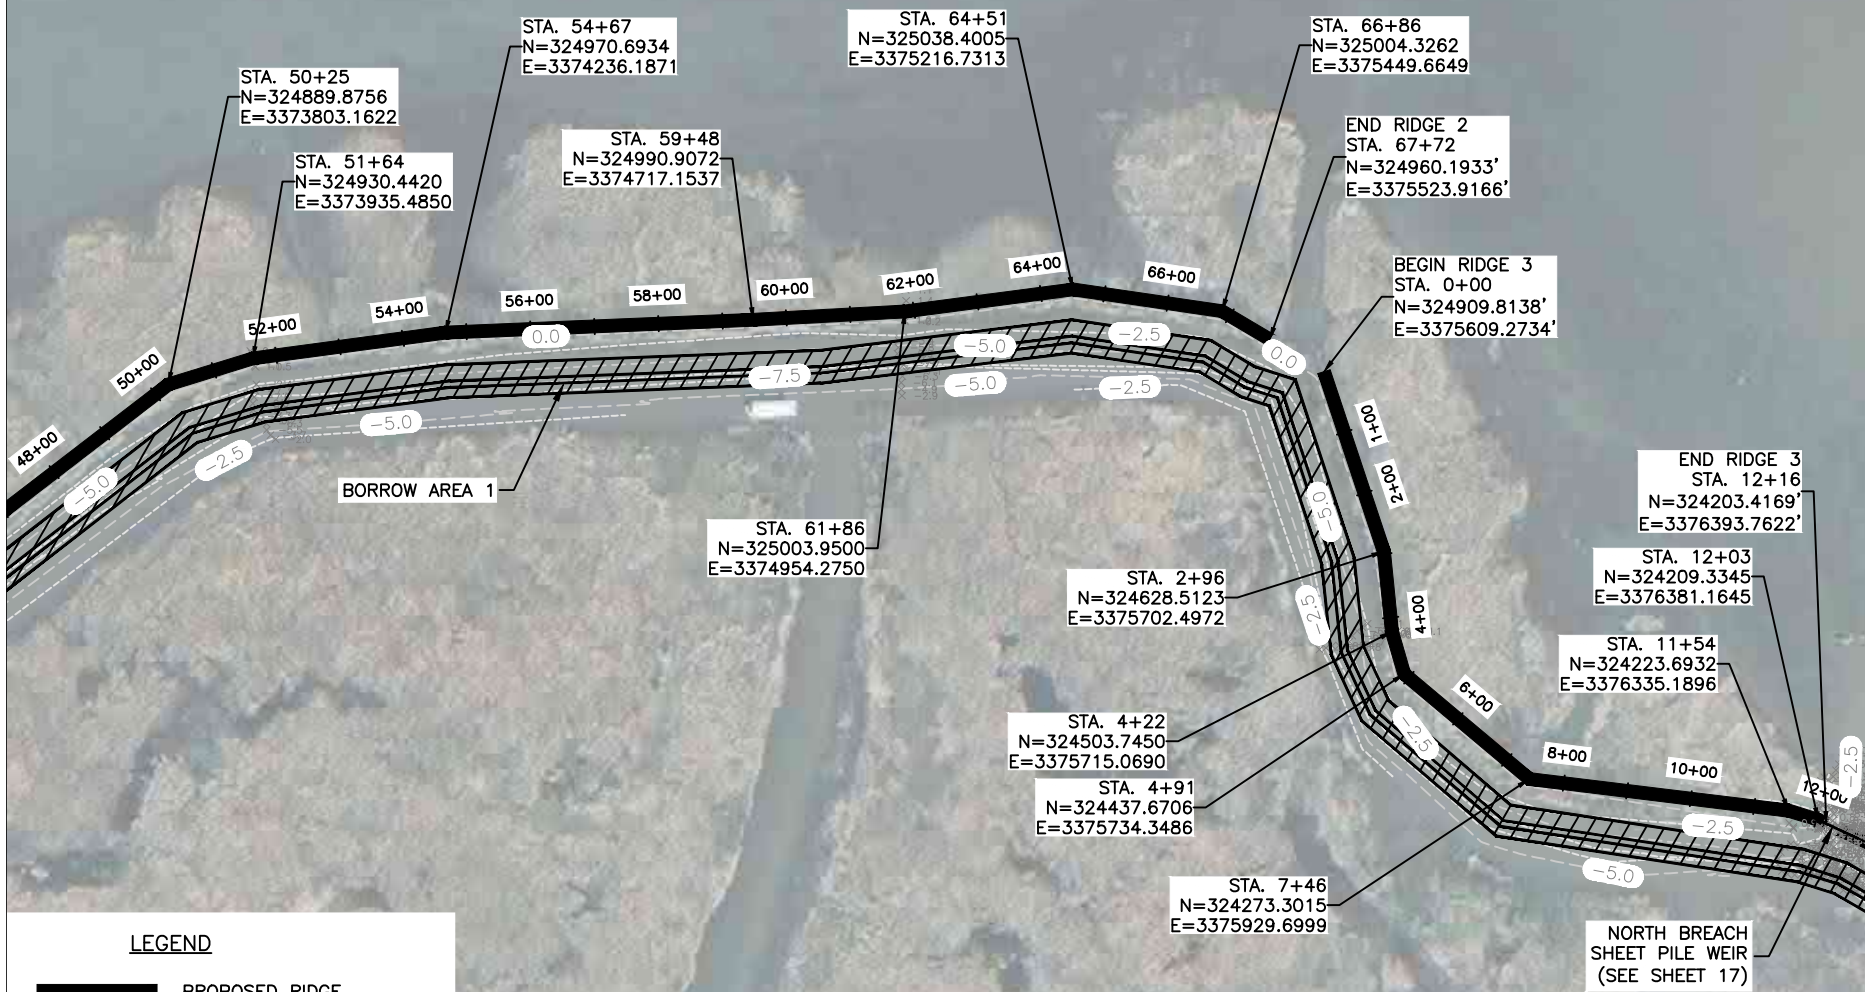 STA. 54+67
N=324970.6934
E=3374236.1871
STA. 64+51
N=325038.4005
E=3375216.7313
STA. 66+86
N=325004.3262
E=3375449.6649
STA. 50+25
N=324889.8756
E=3373803.1622
STA. 59+48
N=324990.9072
E=3374717.1537
END RIDGE 2
STA. 67+72
N=324960.1933'
E=3375523.9166'
STA. 51+64
N=324930.4420
E=3373935.4850
BEGIN RIDGE 3
STA. 0+00
N=324909.8138'
E=3375609.2734'
48+00
50+00
52+00
54+00
56+00
58+00
60+00
62+00
64+00
66+00
0.0
-5.0
-2.5
0.0
-7.5
-5.0
-2.5
-5.0
-2.5
-5.0
1+00
2+00
BORROW AREA 1
-5.0
END RIDGE 3
STA. 12+16
N=324203.4169'
E=3376393.7622'
STA. 61+86
N=325003.9500
E=3374954.2750
STA. 12+03
N=324209.3345
E=3376381.1645
STA. 2+96
N=324628.5123
E=3375702.4972
-2.5
4+00
STA. 11+54
N=324223.6932
E=3376335.1896
6+00
STA. 4+22
N=324503.7450
E=3375715.0690
-2.5
8+00
10+00
12+00
-2.5
STA. 4+91
N=324437.6706
E=3375734.3486
-2.5
-5.0
STA. 7+46
N=324273.3015
E=3375929.6999
NORTH BREACH
SHEET PILE WEIR
(SEE SHEET 17)
LEGEND
PROPOSED RIDGE